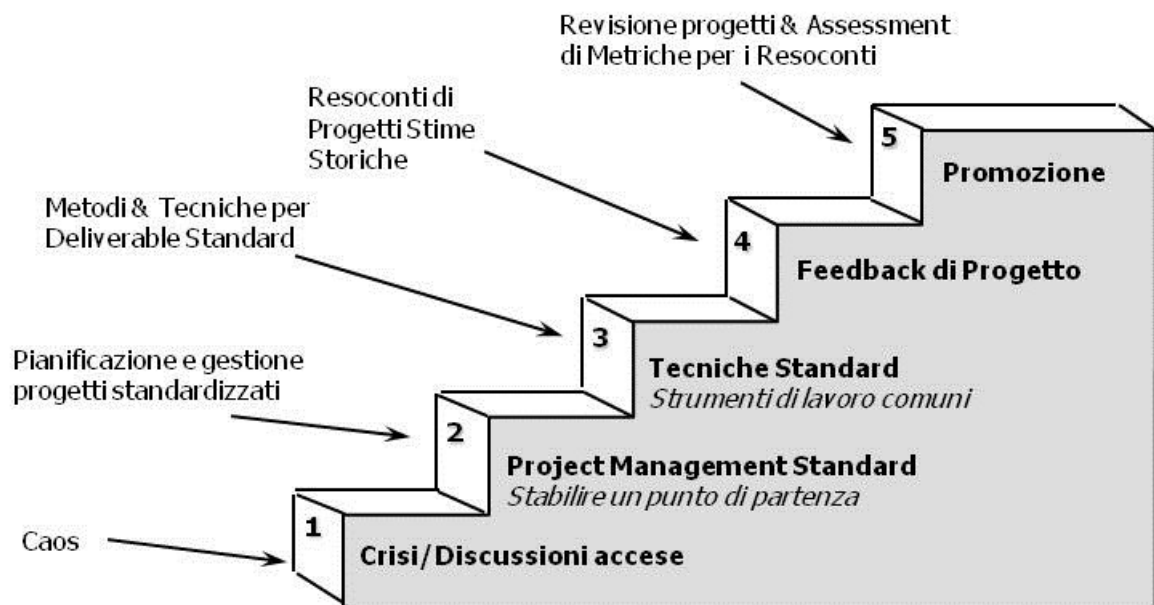 Revisione progetti & Assessment
di Metriche per i Resoconti
Resoconti di
Progetti Stime
Storiche
5
Promozione
Metodi & Tecniche per
Deliverable Standard
4
Feedback di Progetto
3
Pianificazione e gestione
progetti standardizzati
Tecniche Standard
Strumenti di lavoro comuni
2
Project Management Standard
Stabilire un punto di partenza
1
Caos
Crisi/Discussioni accese